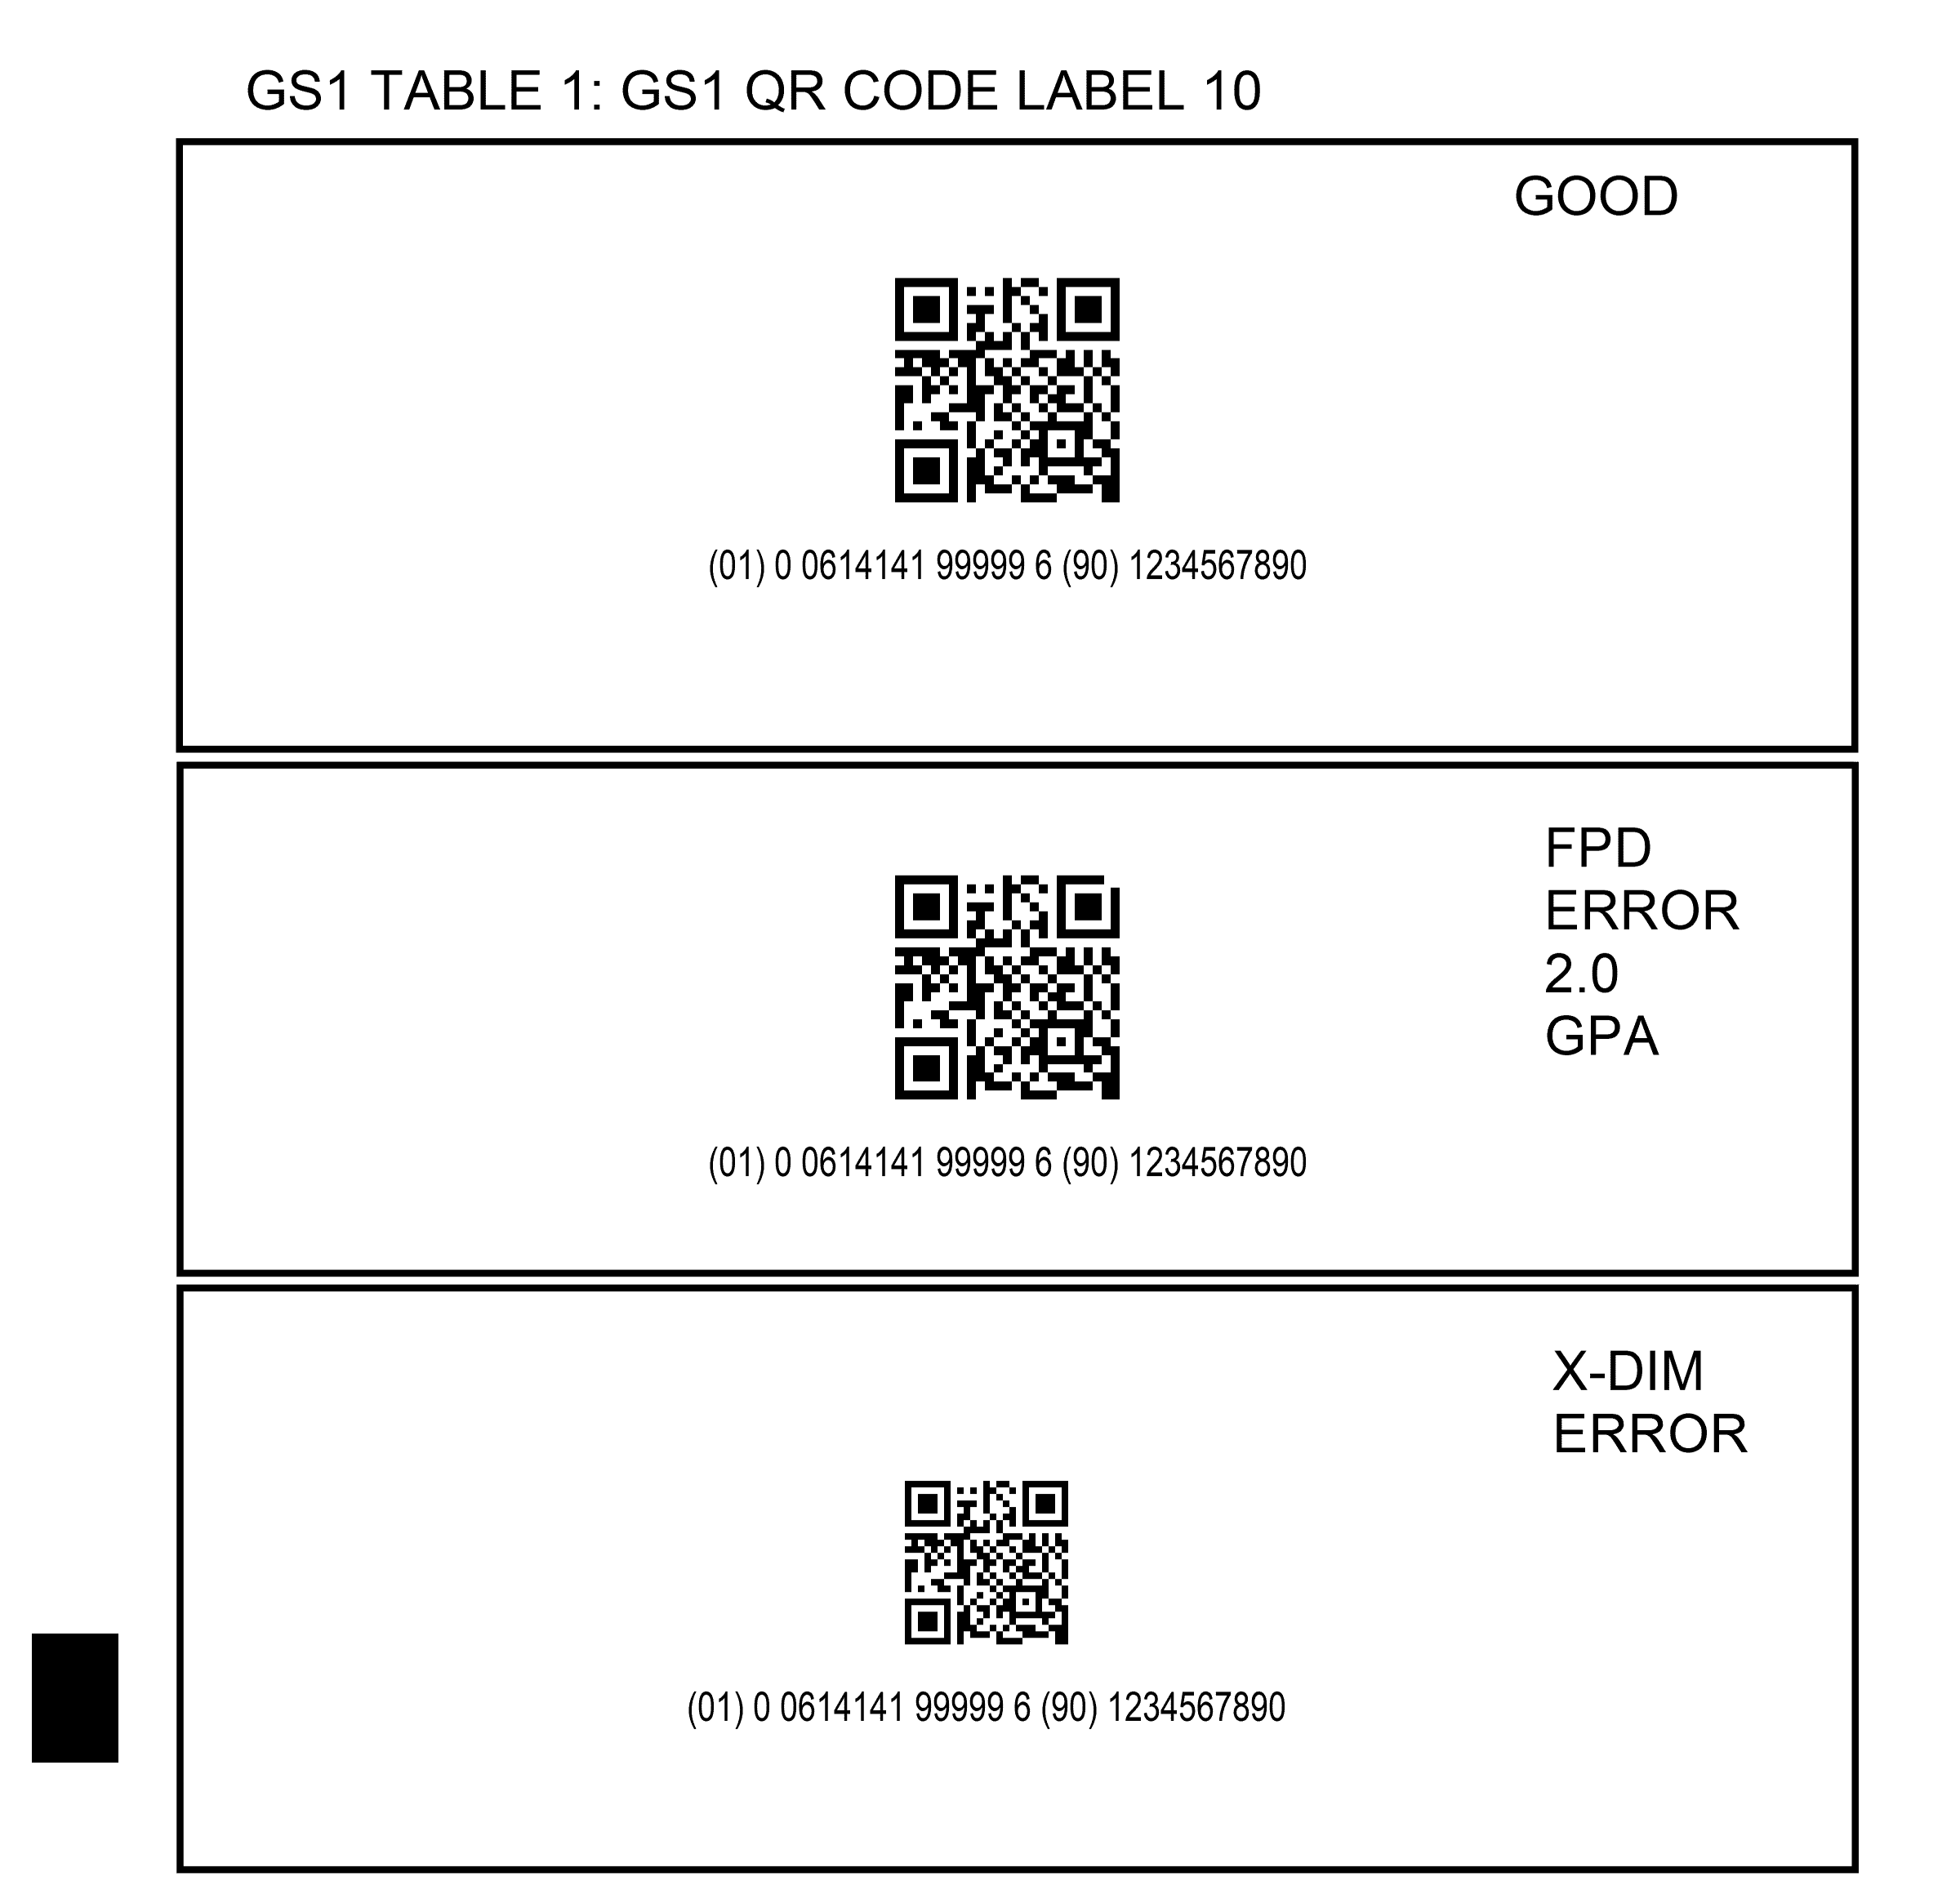 GS1 TABLE 1: GS1 QR CODE LABEL 10
GOOD
(01) 0 0614141 99999 6 (90) 1234567890
FPD
ERROR
2.0
GPA
(01) 0 0614141 99999 6 (90) 1234567890
X-DIM
ERROR
(01) 0 0614141 99999 6 (90) 1234567890